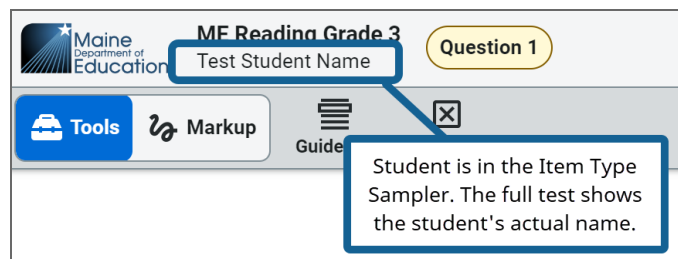 Maine
Department of
Education
ME Reading Grade 3
Test Student Name
Question 1
Tools
Markup
Guide
Student is in the Item Type
Sampler. The full test shows
the student's actual name.